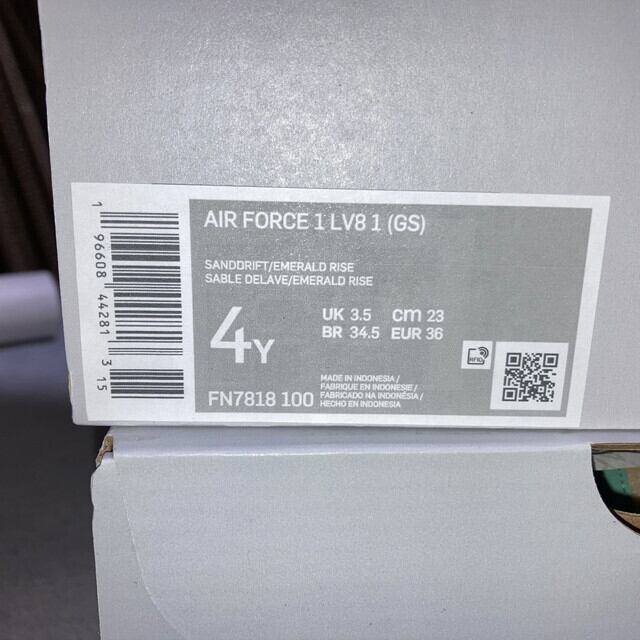 AIR FORCE 1 LV8 1 (GS)
SANDDRIFT/EMERALD RISE
SABLE DELAVE/EMERALD RISE
4Y
UK 3.5 cm 23
BR 34.5 EUR 36
FN7818 100
MADE IN INDONESIA /
FABRIQUE EN INDONESIE /
FABRICADO NA INDONÉSIA /
HECHO EN INDONESIA
RFID
1 96608 44281 3 15